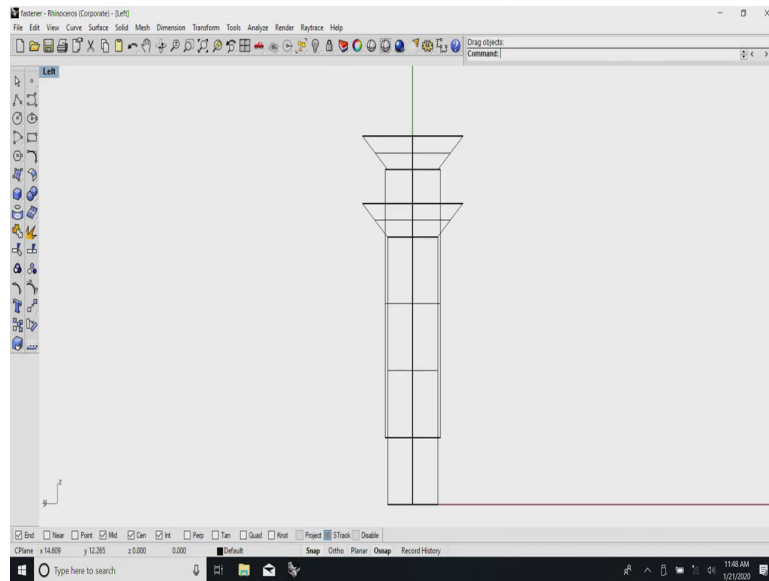 fastener - Rhinoceros (Corporate) - [Left]
File Edit View Curve Surface Solid Mesh Dimension Transform Tools Analyze Render Raytrace Help
Drag objects:
Command:
Left
z
y
End Near Point Mid Cen Int Perp Tan Quad Knot Project STrack Disable
CPlane x 14.609 y 12.265 z 0.000 0.000 Default Snap Ortho Planar Osnap Record History
Type here to search
11:48 AM
1/21/2020